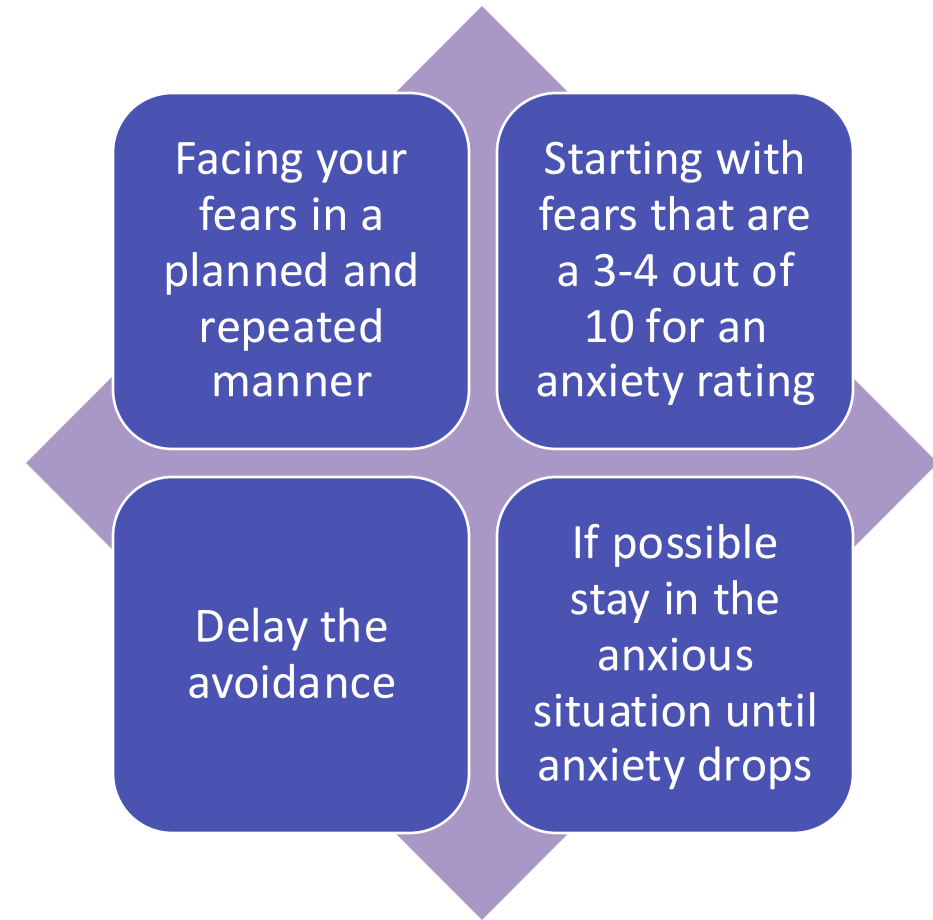 Facing your
fears in a
planned and
repeated
manner
Starting with
fears that are
a 3-4 out of
10 for an
anxiety rating
Delay the
avoidance
If possible
stay in the
anxious
situation until
anxiety drops